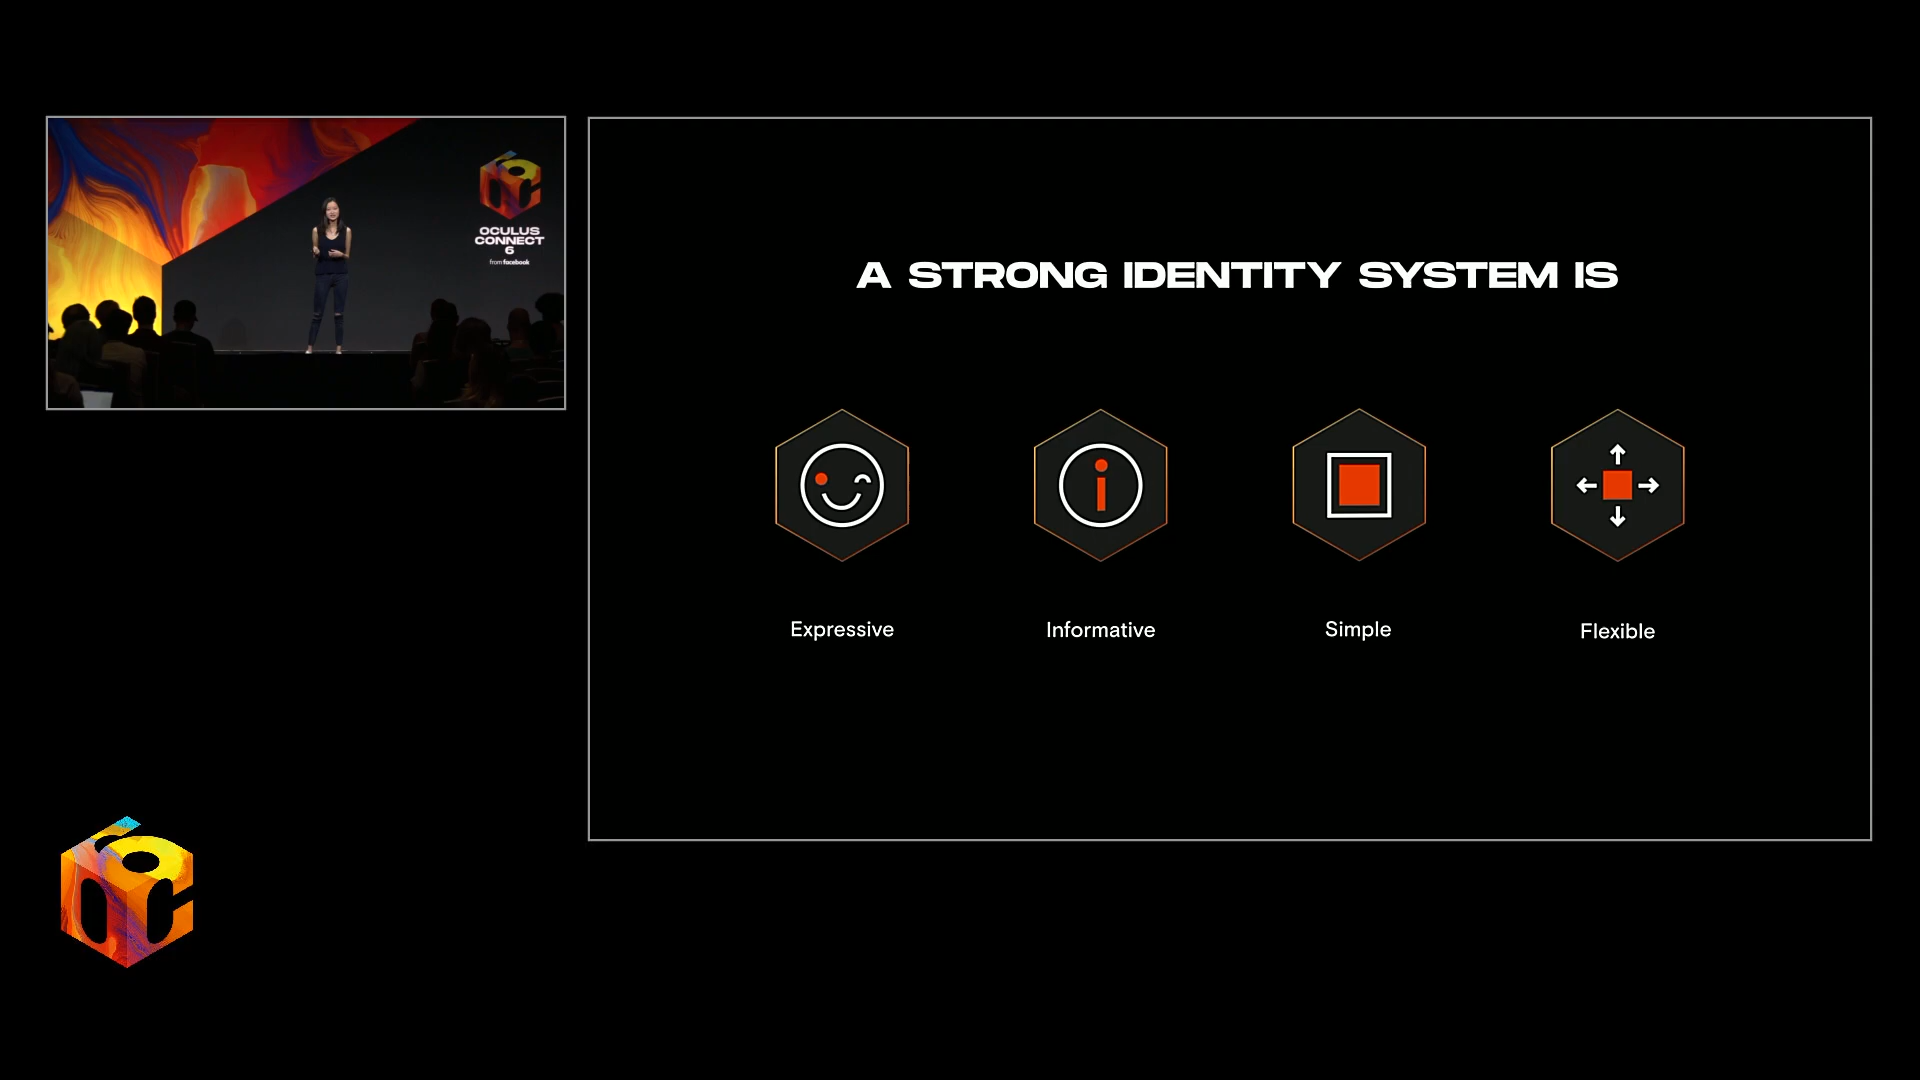 OCULUS
CONNECT
6
from facebook
A STRONG IDENTITY SYSTEM IS
Expressive
Informative
Simple
Flexible